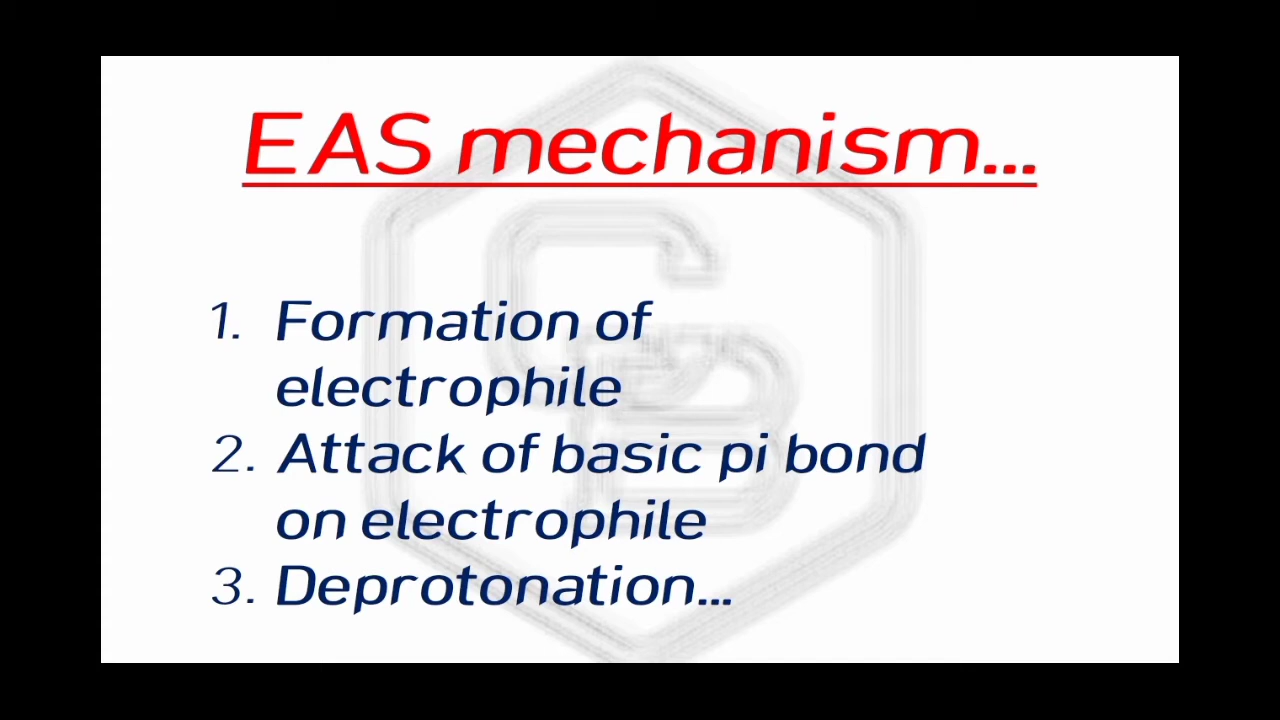 EAS mechanism...
1. Formation of
electrophile
2. Attack of basic pi bond
on electrophile
3. Deprotonation...